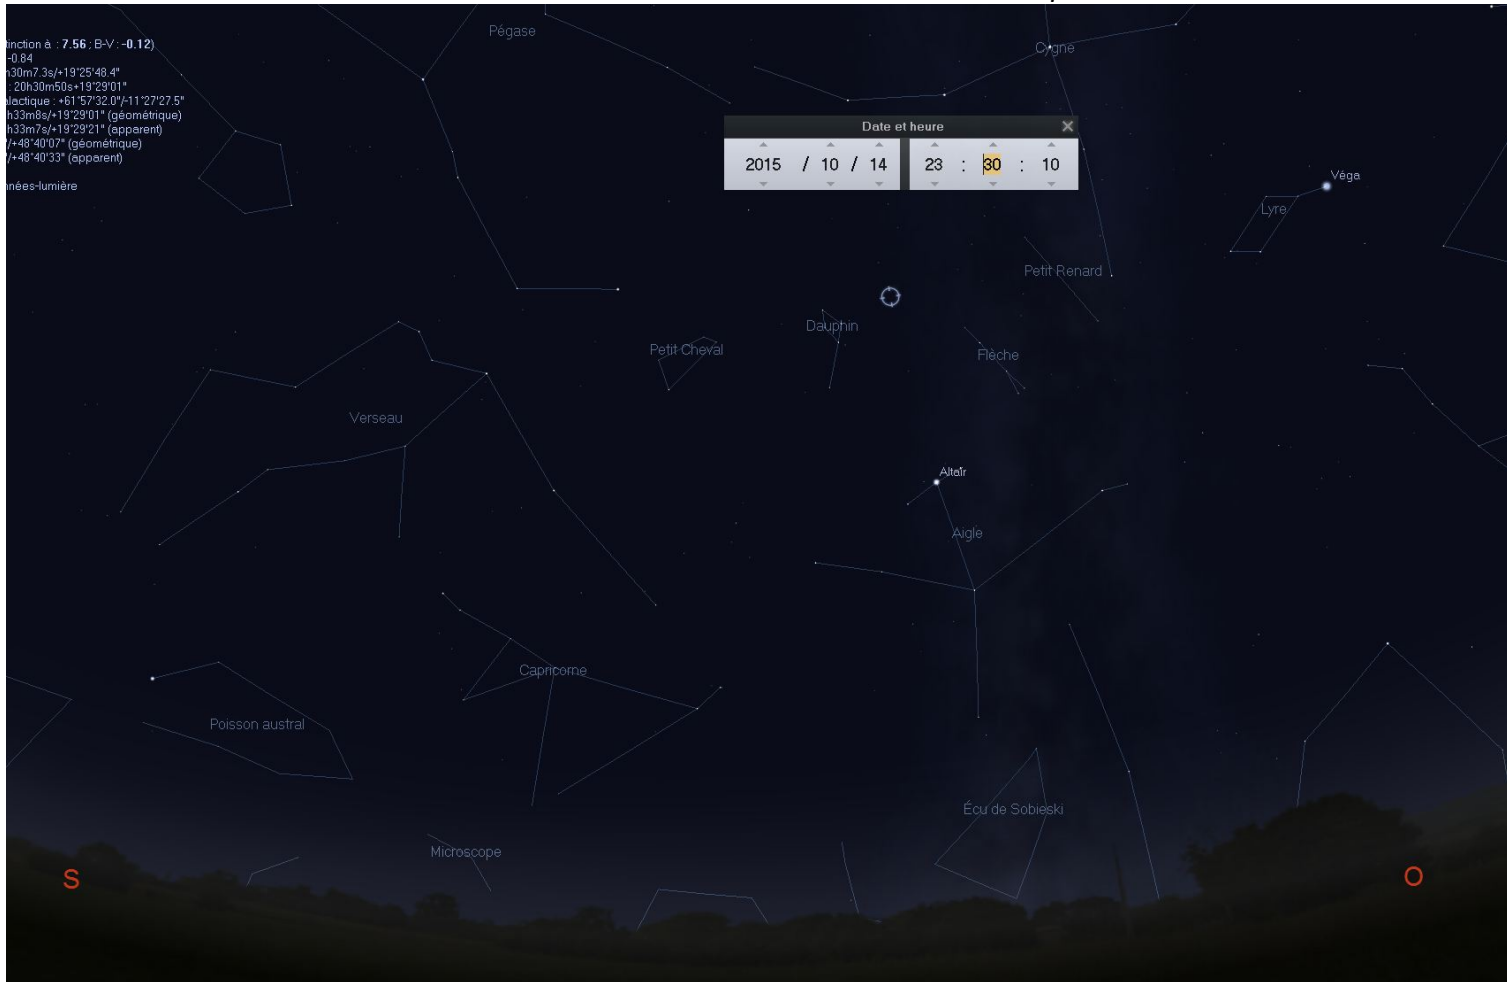 Pégase
Cygne
tinction à : 7.56 ; B-V : -0.12)
-0.84
h30m7.3s/+19°25'48.4"
: 20h30m50s+19°29'01"
alactique : +61°57'32.0"/-11°27'27.5"
h33m8s/+19°29'01" (géométrique)
h33m7s/+19°29'21" (apparent)
"/+48°40'07" (géométrique)
"/+48°40'33" (apparent)
nnées-lumière
Date et heure
2015 / 10 / 14 23 : 30 : 10
Véga
Lyre
Petit Renard
Dauphin
Petit Cheval
Flèche
Verseau
Altaïr
Aigle
Capricorne
Poisson austral
Écu de Sobieski
Microscope
S
O